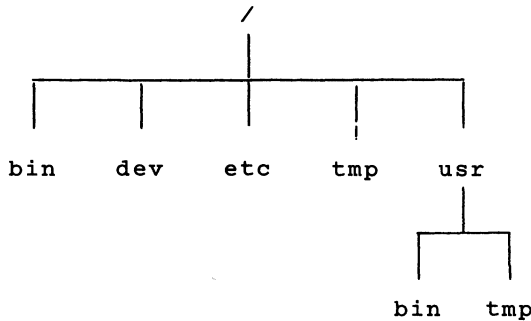 /
bin dev etc tmp usr
bin tmp